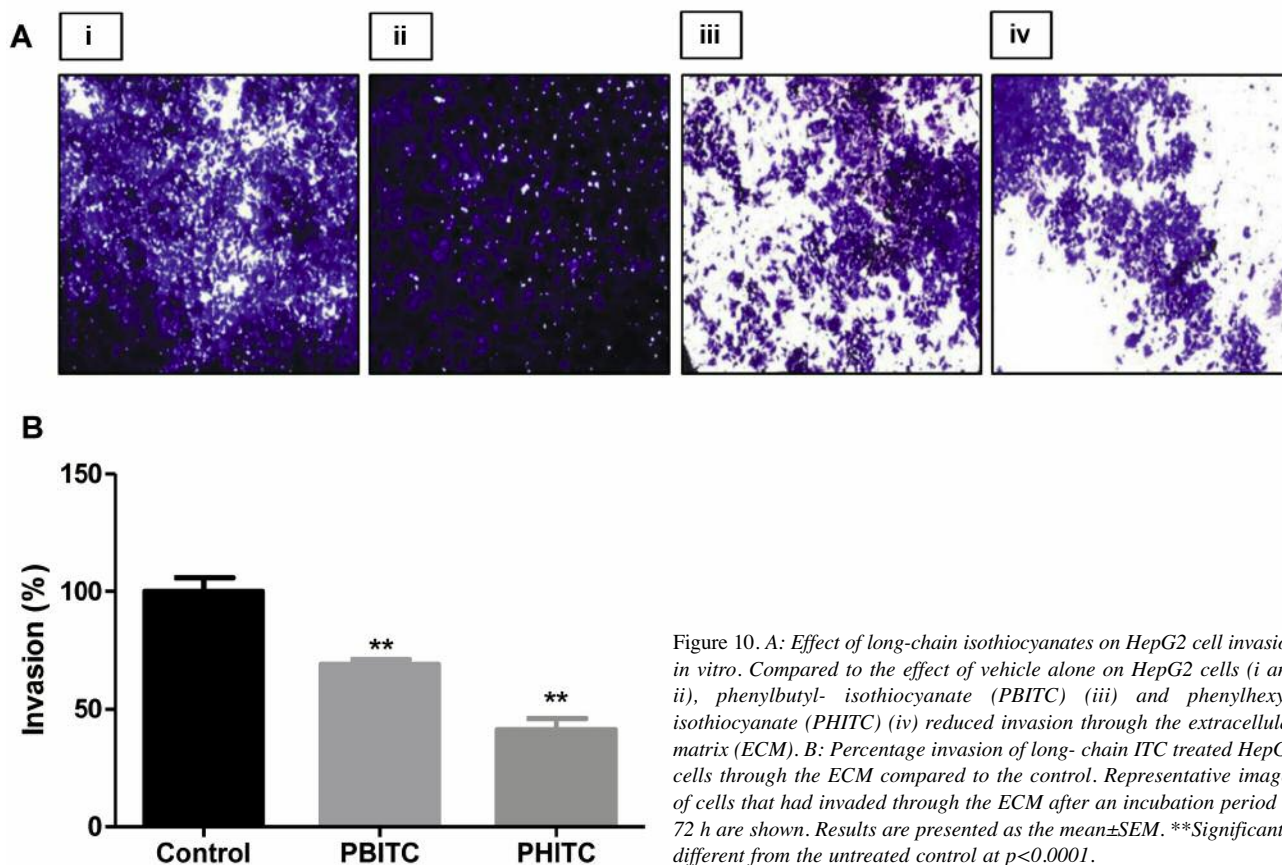 A
i
ii
iii
iv
B
150
100
50
0
Invasion (%)
**
**
Control
PBITC
PHITC
Figure 10. A: Effect of long-chain isothiocyanates on HepG2 cell invasio
in vitro. Compared to the effect of vehicle alone on HepG2 cells (i an
ii), phenylbutyl- isothiocyanate (PBITC) (iii) and phenylhexy
isothiocyanate (PHITC) (iv) reduced invasion through the extracellula
matrix (ECM). B: Percentage invasion of long- chain ITC treated HepG
cells through the ECM compared to the control. Representative imag
of cells that had invaded through the ECM after an incubation period
72 h are shown. Results are presented as the mean±SEM. **Significant
different from the untreated control at p<0.0001.